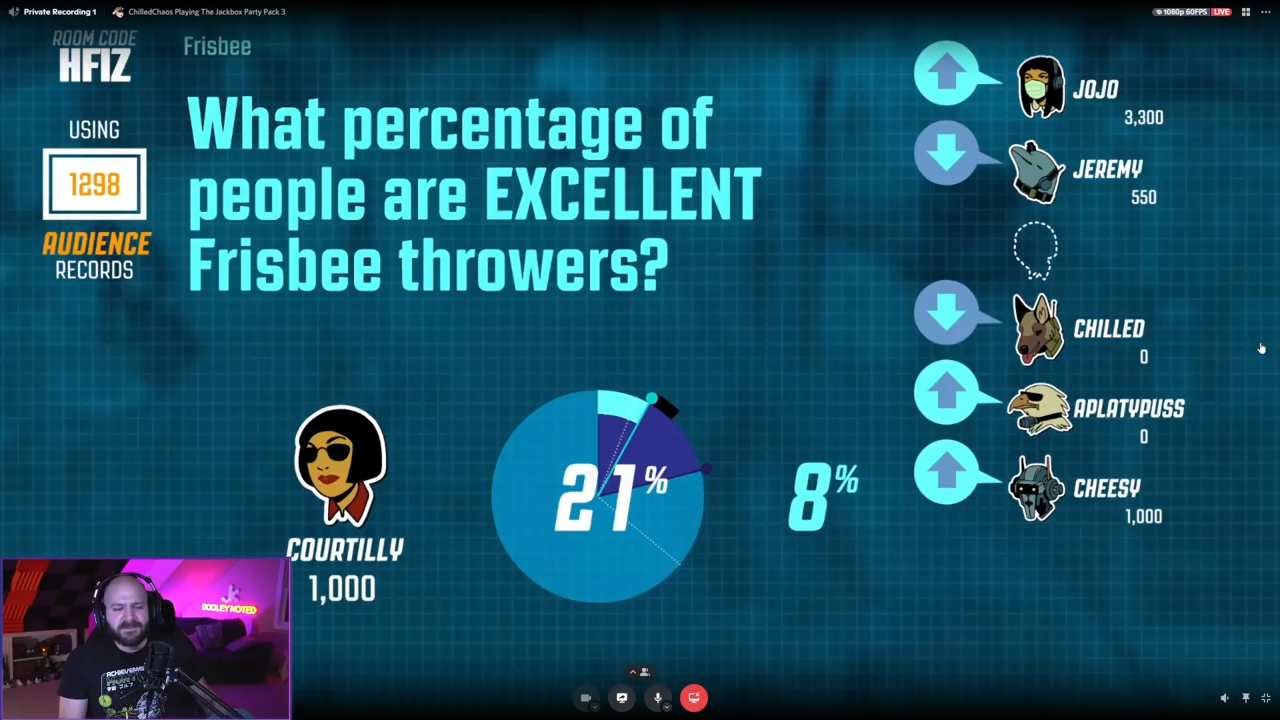 Private Recording 1
ChilledChaos Playing The Jackbox Party Pack 3
1080p 60FPS
LIVE
ROOM CODE
HFIZ
USING
1298
AUDIENCE
RECORDS
Frisbee
What percentage of
people are EXCELLENT
Frisbee throwers?
21%
8%
COURTILLY
1,000
JOJO
3,300
JEREMY
550
CHILLED
0
APLATYPUSS
0
CHEESY
1,000
DOOLEY NOTED